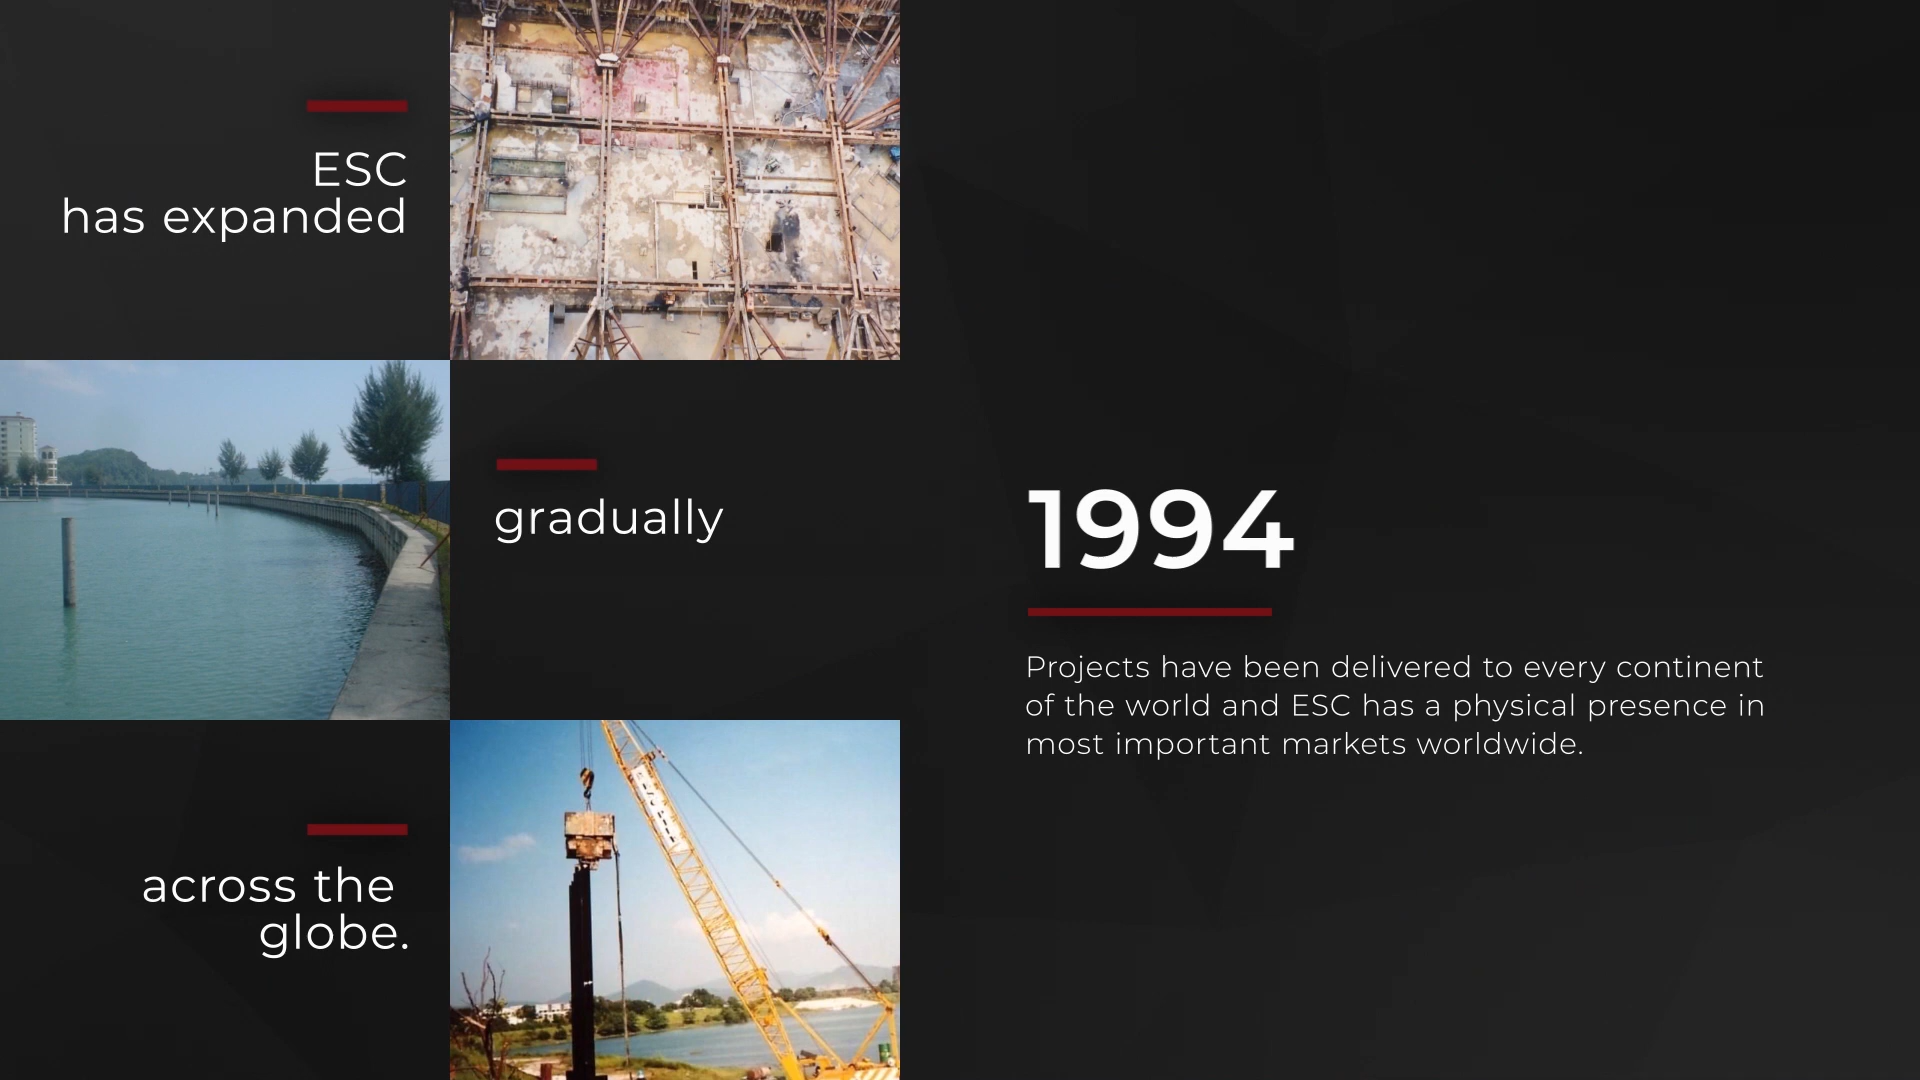 ESC
has expanded
gradually
across the
globe.
1994
Projects have been delivered to every continent
of the world and ESC has a physical presence in
most important markets worldwide.